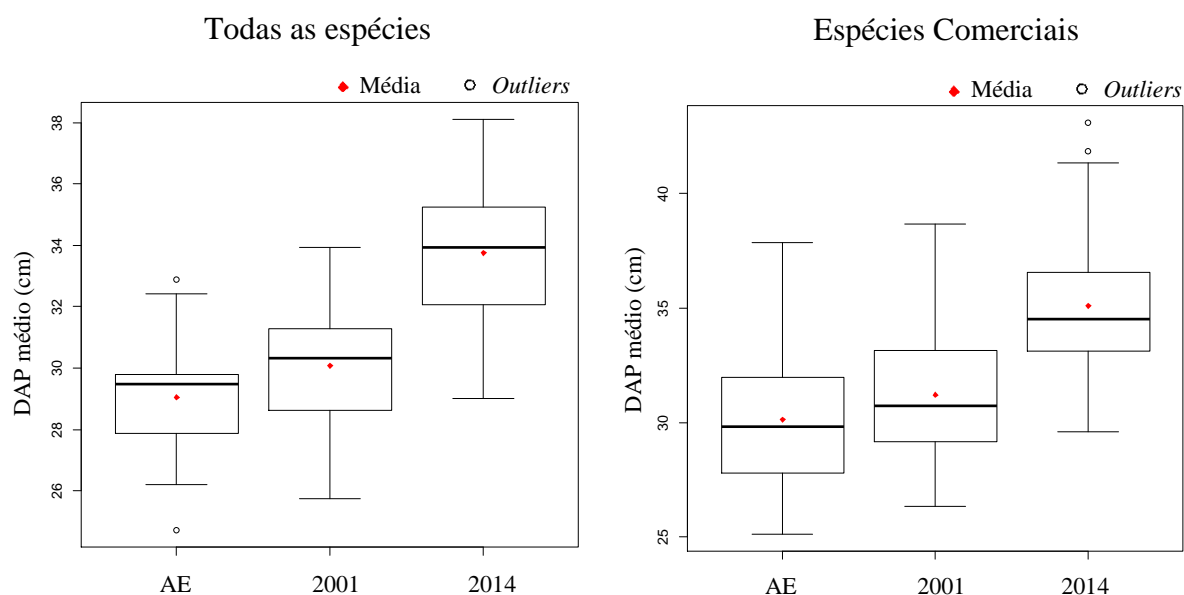 Todas as espécies
Média Outliers
DAP médio (cm)
38
36
34
32
30
28
26
AE 2001 2014
Espécies Comerciais
Média Outliers
DAP médio (cm)
40
35
30
25
AE 2001 2014